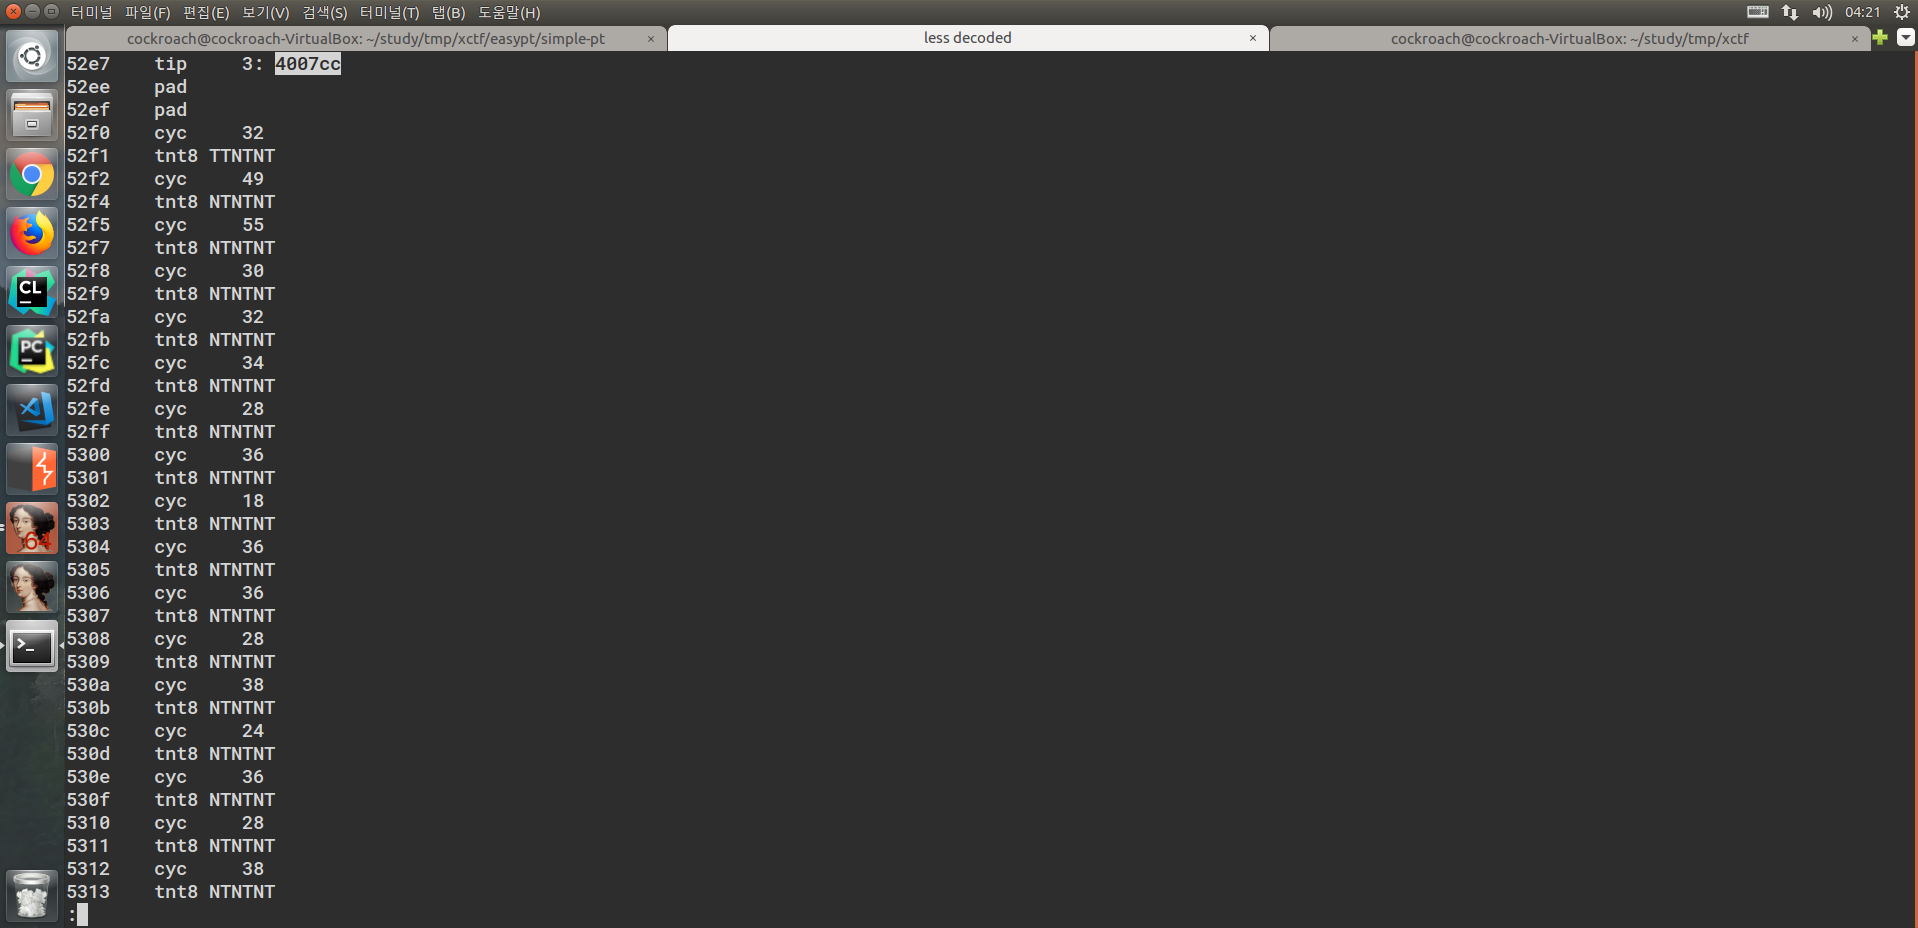 터미널 파일(F) 편집(E) 보기(V) 검색(S) 터미널(T) 탭(B) 도움말(H) 04:21
cockroach@cockroach-VirtualBox: ~/study/tmp/xctf/easypt/simple-pt × less decoded × cockroach@cockroach-VirtualBox: ~/study/tmp/xctf ×
52e7 tip 3: 4007cc
52ee pad
52ef pad
52f0 cyc 32
52f1 tnt8 TTNTNT
52f2 cyc 49
52f4 tnt8 NTNTNT
52f5 cyc 55
52f7 tnt8 NTNTNT
52f8 cyc 30
52f9 tnt8 NTNTNT
52fa cyc 32
52fb tnt8 NTNTNT
52fc cyc 34
52fd tnt8 NTNTNT
52fe cyc 28
52ff tnt8 NTNTNT
5300 cyc 36
5301 tnt8 NTNTNT
5302 cyc 18
5303 tnt8 NTNTNT
5304 cyc 36
5305 tnt8 NTNTNT
5306 cyc 36
5307 tnt8 NTNTNT
5308 cyc 28
5309 tnt8 NTNTNT
530a cyc 38
530b tnt8 NTNTNT
530c cyc 24
530d tnt8 NTNTNT
530e cyc 36
530f tnt8 NTNTNT
5310 cyc 28
5311 tnt8 NTNTNT
5312 cyc 38
5313 tnt8 NTNTNT
:
CL
PC
64
>_